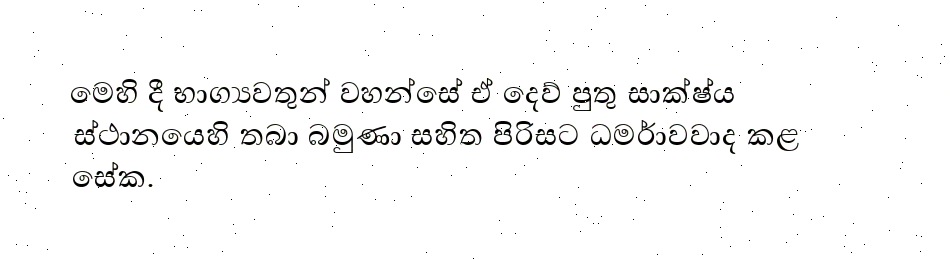 මෙහි දී භාග්‍යවතුන් වහන්සේ ඒ දෙව් පුතු සාක්ෂ්ය
ස්ථානයෙහි තබා බමුණා සහිත පිරිසට ධර්‍මාවවාද කළ
සේක.